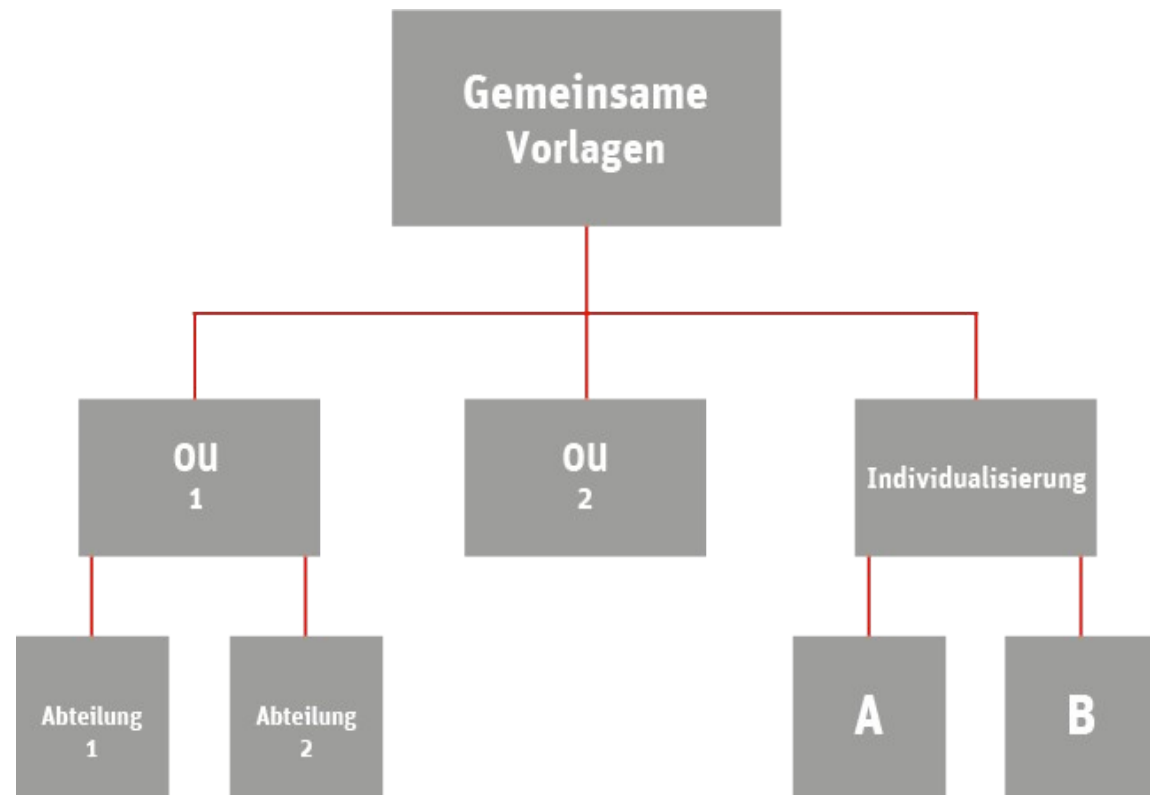 Gemeinsame
Vorlagen
OU
1
OU
2
Individualisierung
Abteilung
1
Abteilung
2
A
B